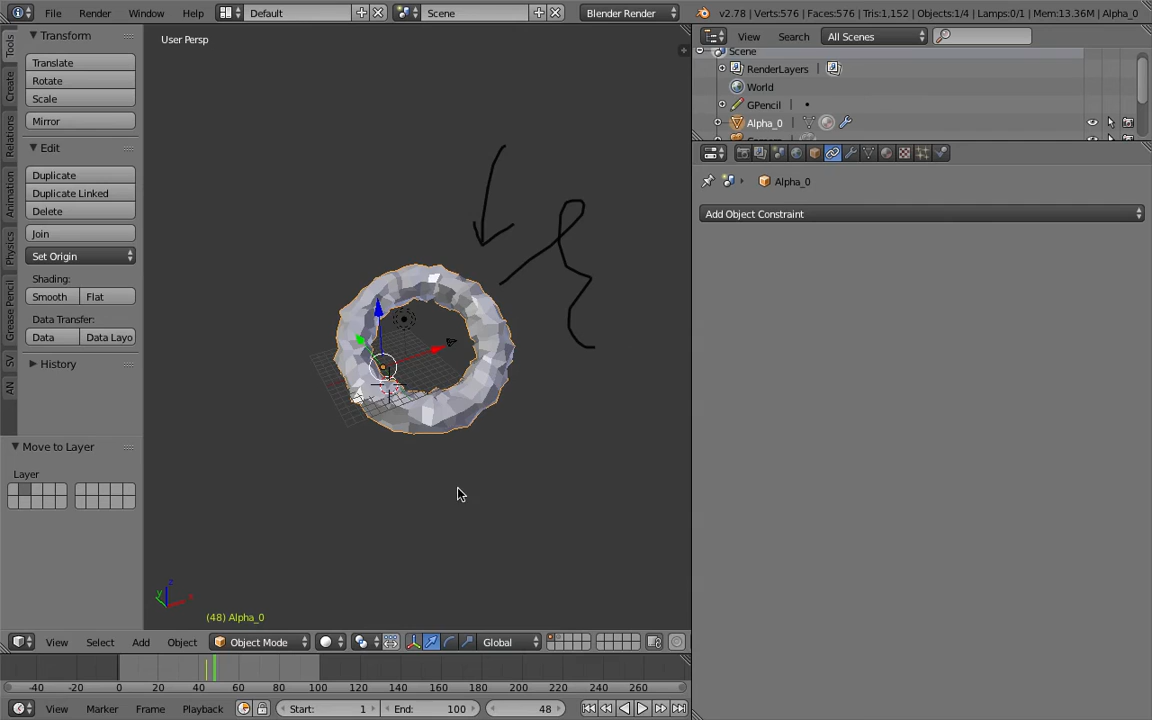 File Render Window Help Default Scene Blender Render v2.78 | Verts:576 | Faces:576 | Tris:1,152 | Objects:1/4 | Lamps:0/1 | Mem:13.36M | Alpha_0
Tools
Create
Relations
Animation
Physics
Grease Pencil
SV
AN
Transform
Translate
Rotate
Scale
Mirror
Edit
Duplicate
Duplicate Linked
Delete
Join
Set Origin
Shading:
Smooth Flat
Data Transfer:
Data Data Layo
History
Move to Layer
Layer
User Persp
(48) Alpha_0
z
y
x
View Select Add Object Object Mode Global
-40 -20 0 20 40 60 80 100 120 140 160 180 200 220 240 260
View Marker Frame Playback Start: 1 End: 100 48
View Search All Scenes
Scene
RenderLayers
World
GPencil
Alpha_0
Alpha_0
Add Object Constraint